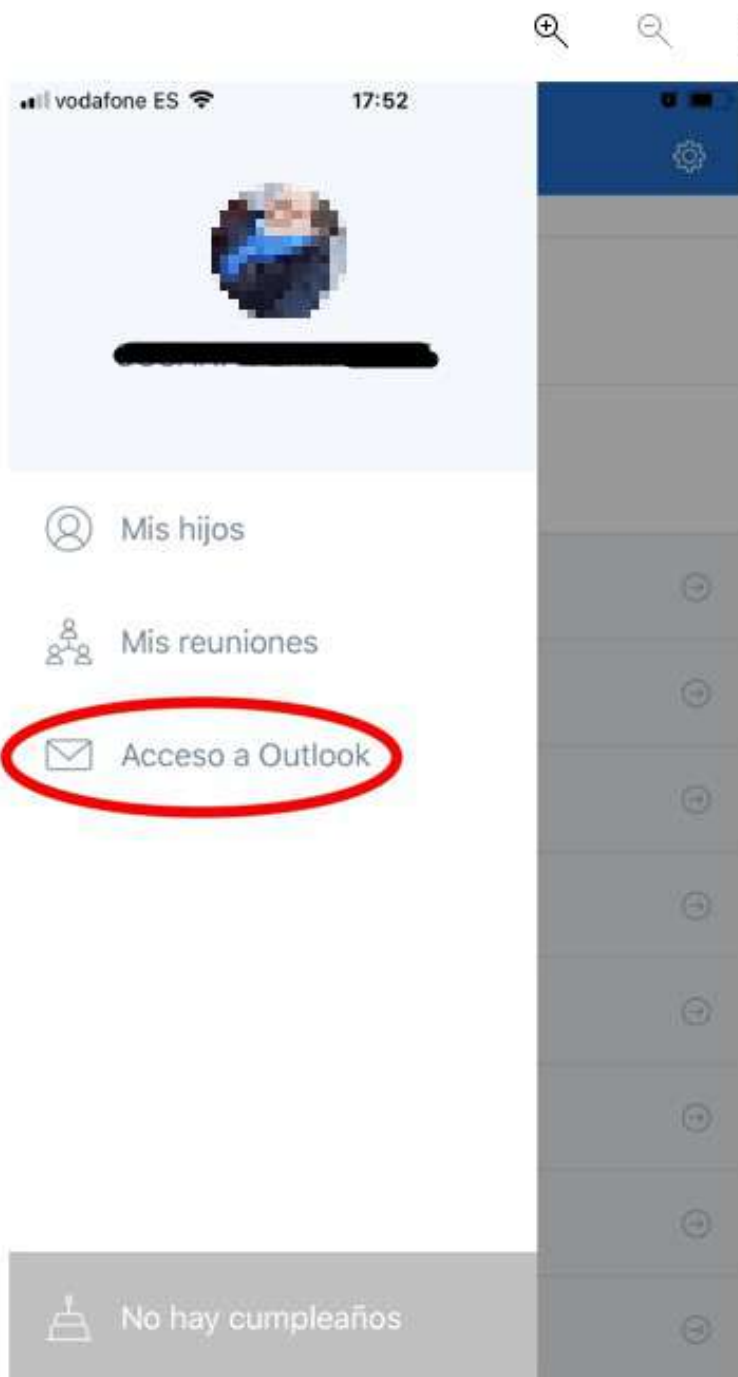 vodafone ES
17:52
Mis hijos
Mis reuniones
Acceso a Outlook
No hay cumpleaños